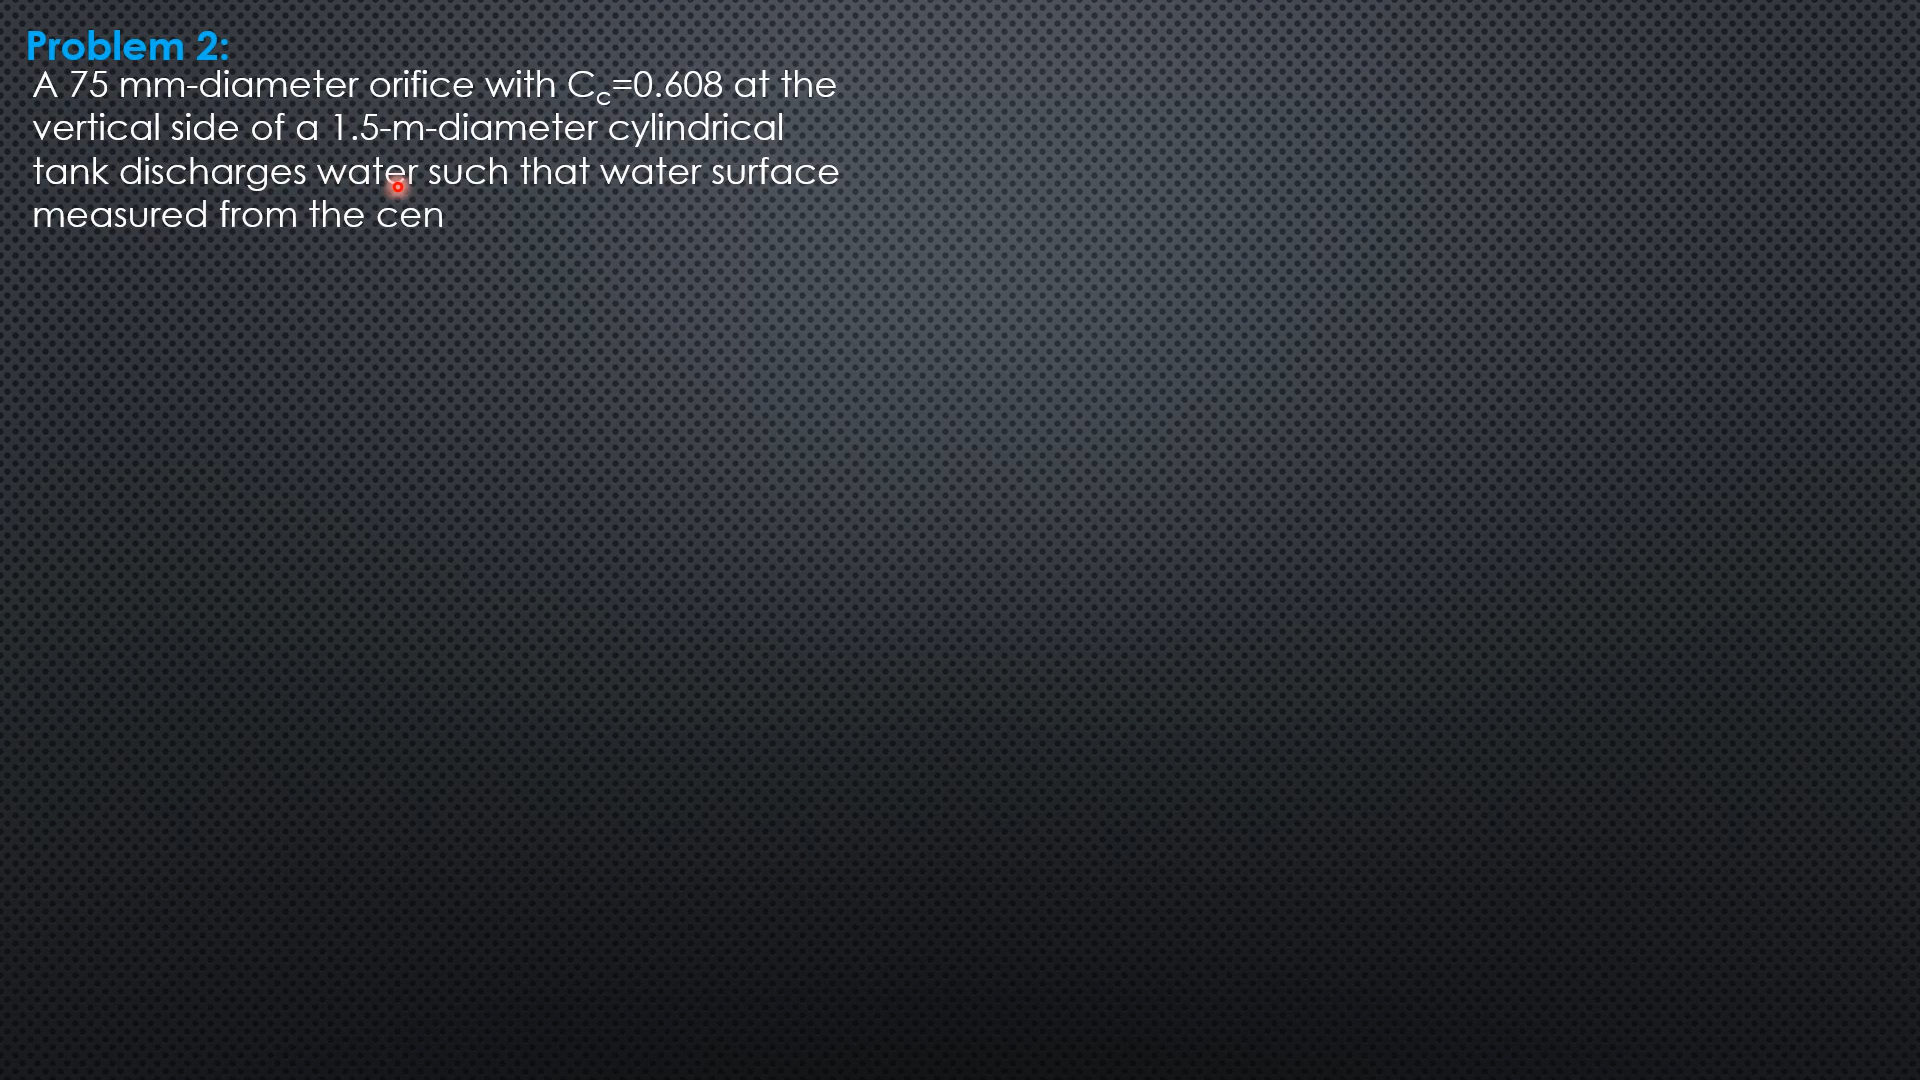 Problem 2:
A 75 mm-diameter orifice with Cc=0.608 at the
vertical side of a 1.5-m-diameter cylindrical
tank discharges water such that water surface
measured from the cen